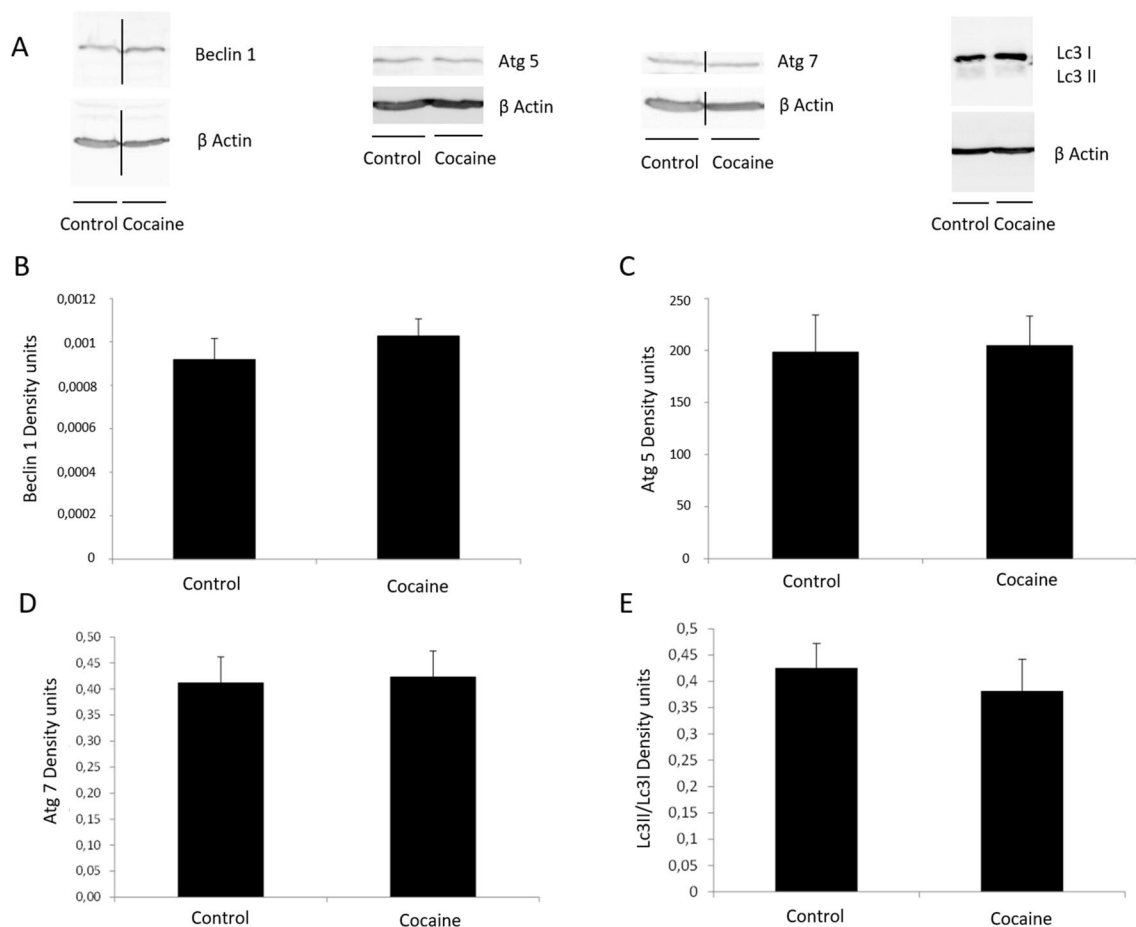 A
Beclin 1
β Actin
Control Cocaine
Atg 5
β Actin
Control Cocaine
Atg 7
β Actin
Control Cocaine
Lc3 I
Lc3 II
β Actin
Control Cocaine
B
Beclin 1 Density units
0,0012
0,001
0,0008
0,0006
0,0004
0,0002
0
Control Cocaine
C
Atg 5 Density units
250
200
150
100
50
0
Control Cocaine
D
Atg 7 Density units
0,50
0,45
0,40
0,35
0,30
0,25
0,20
0,15
0,10
0,05
0,00
Control Cocaine
E
Lc3II/Lc3I Density units
0,5
0,45
0,4
0,35
0,3
0,25
0,2
0,15
0,1
0,05
0
Control Cocaine